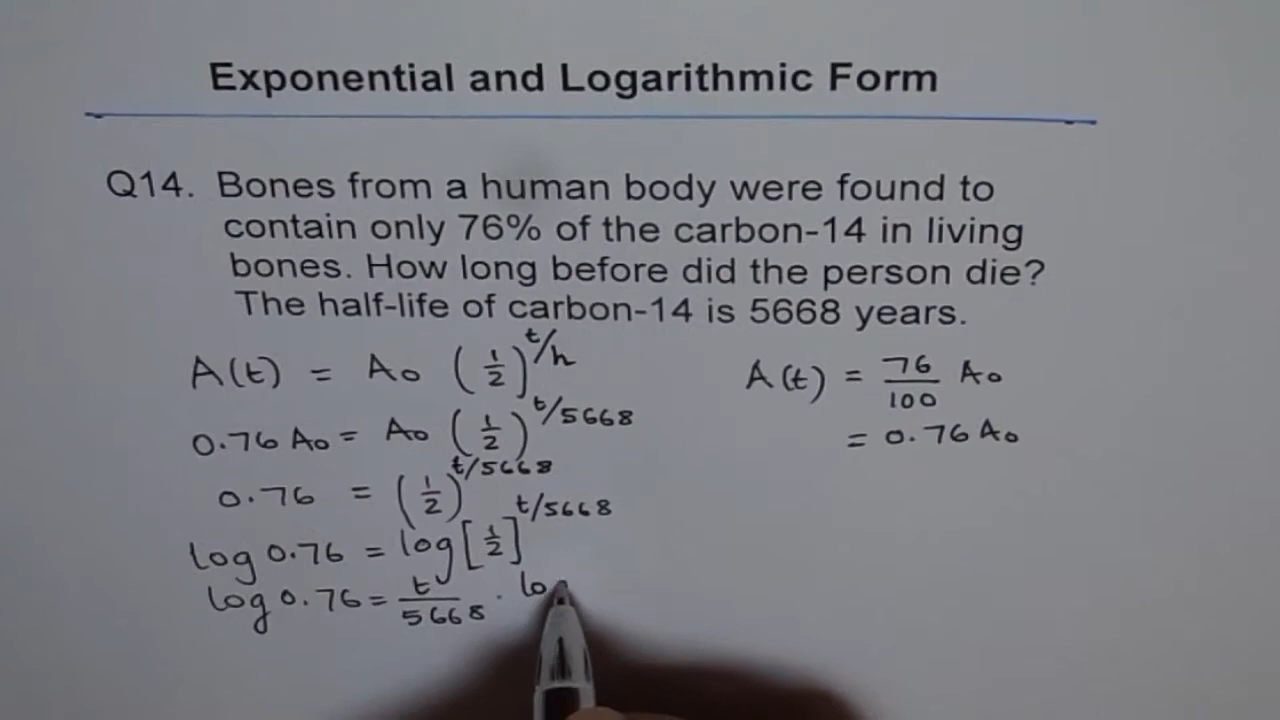 Exponential and Logarithmic Form
Q14. Bones from a human body were found to
contain only 76% of the carbon-14 in living
bones. How long before did the person die?
The half-life of carbon-14 is 5668 years.
A(t) = A₀ (1/2)^(t/h)
A(t) = 76/100 A₀
0.76 A₀ = A₀ (1/2)^(t/5668)
= 0.76 A₀
0.76 = (1/2)^(t/5668)
log 0.76 = log [1/2]^(t/5668)
log 0.76 = t/5668 · lo